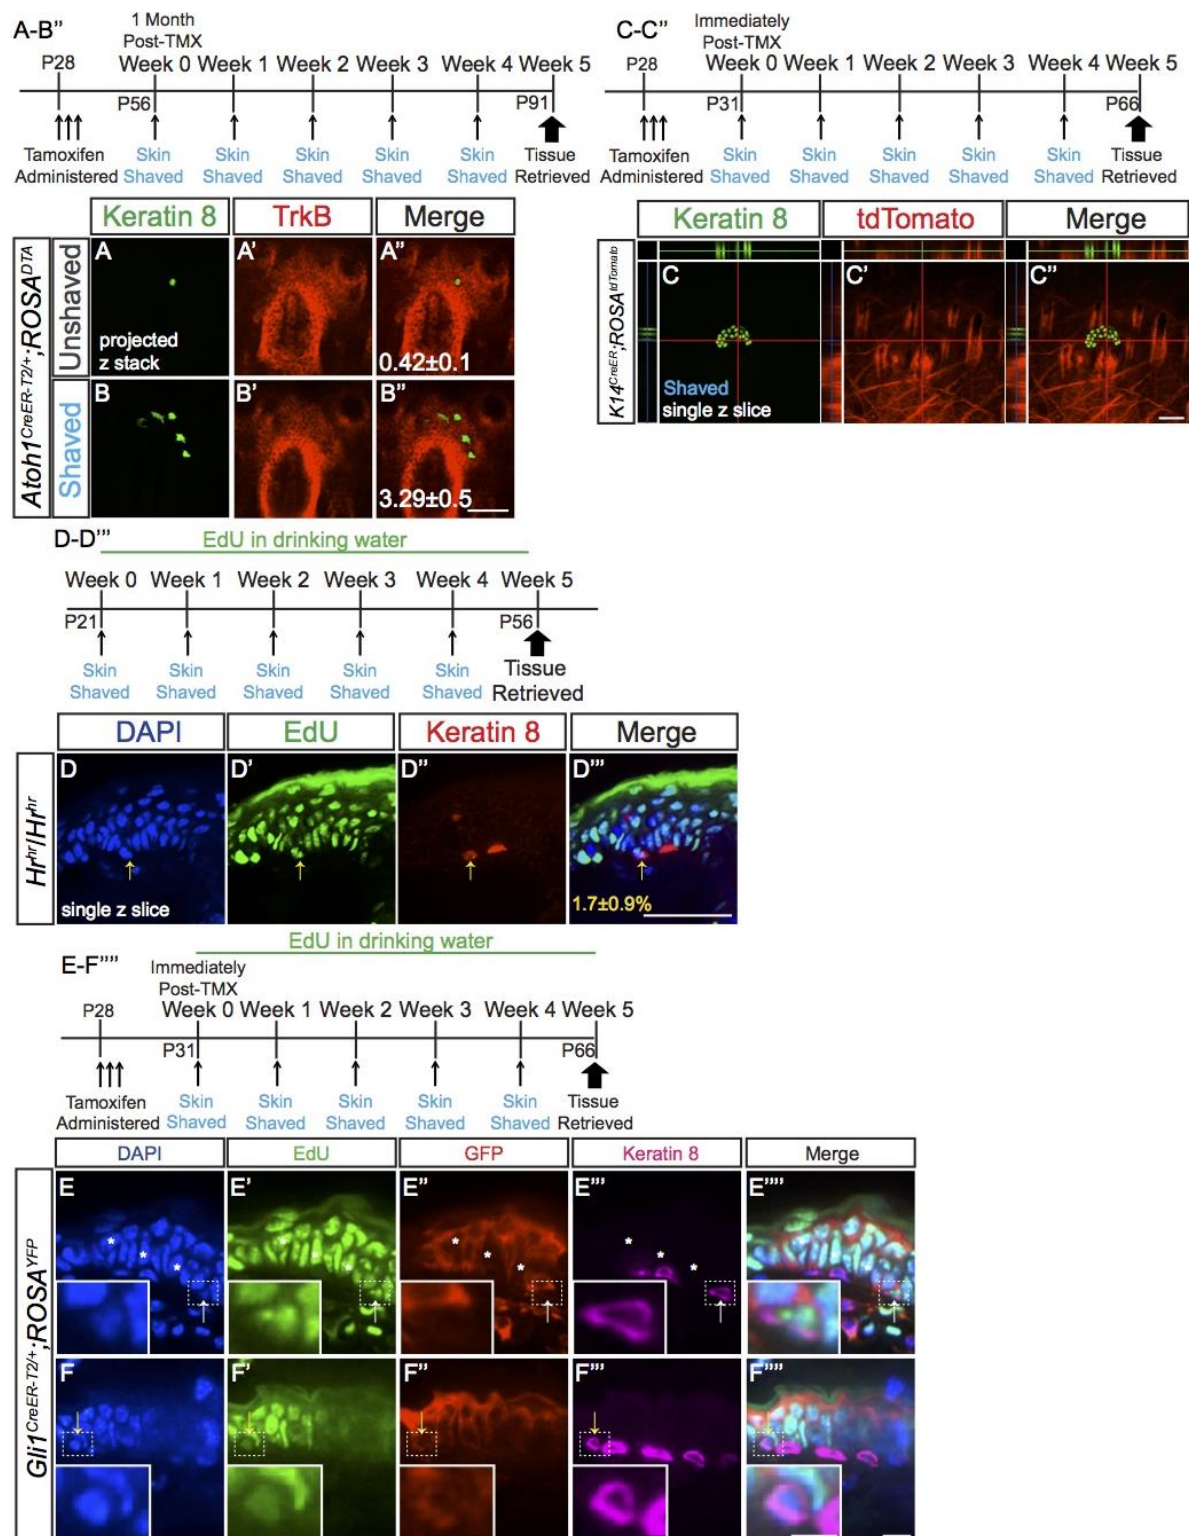 A-B"
1 Month
Post-TMX
P28
Week 0 Week 1 Week 2 Week 3 Week 4 Week 5
P56
P91
Tamoxifen
Administered
Skin
Shaved
Skin
Shaved
Skin
Shaved
Skin
Shaved
Skin
Shaved
Tissue
Retrieved
Keratin 8
TrkB
Merge
Atoh1CreER-T2/+;ROSADTA
Unshaved
A
A'
A"
projected
z stack
0.42±0.1
Shaved
B
B'
B"
3.29±0.5
C-C"
Immediately
Post-TMX
P28
Week 0 Week 1 Week 2 Week 3 Week 4 Week 5
P31
P66
Tamoxifen
Administered
Skin
Shaved
Skin
Shaved
Skin
Shaved
Skin
Shaved
Skin
Shaved
Tissue
Retrieved
Keratin 8
tdTomato
Merge
K14CreER;ROSAtdTomato
C
C'
C"
Shaved
single z slice
D-D"'
EdU in drinking water
Week 0 Week 1 Week 2 Week 3 Week 4 Week 5
P21
P56
Skin
Shaved
Skin
Shaved
Skin
Shaved
Skin
Shaved
Skin
Shaved
Tissue
Retrieved
DAPI
EdU
Keratin 8
Merge
Hrhr/Hrhr
D
D'
D"
D"'
single z slice
1.7±0.9%
EdU in drinking water
E-F""
Immediately
Post-TMX
P28
Week 0 Week 1 Week 2 Week 3 Week 4 Week 5
P31
P66
Tamoxifen
Administered
Skin
Shaved
Skin
Shaved
Skin
Shaved
Skin
Shaved
Skin
Shaved
Tissue
Retrieved
DAPI
EdU
GFP
Keratin 8
Merge
Gli1CreER-T2/+;ROSAYFP
E
E'
E"
E"'
E""
F
F'
F"
F"'
F""